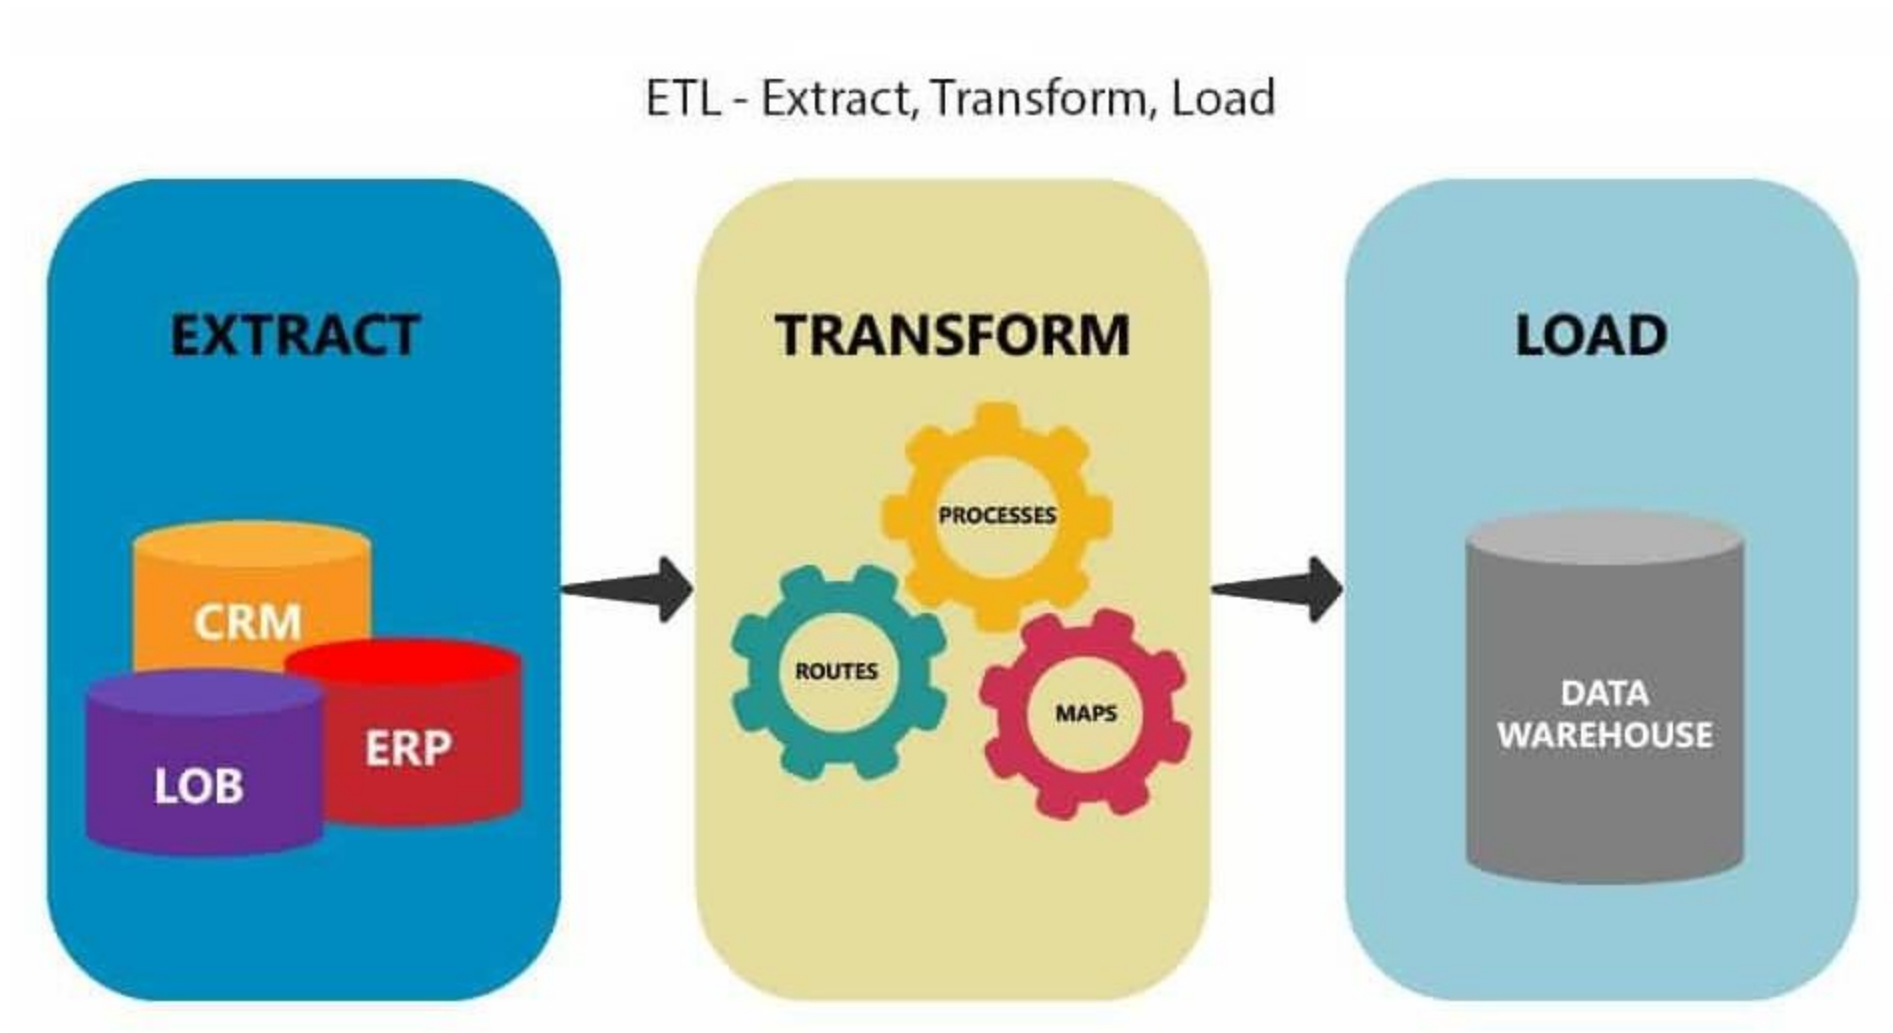 ETL - Extract, Transform, Load
EXTRACT
CRM
LOB
ERP
TRANSFORM
PROCESSES
ROUTES
MAPS
LOAD
DATA
WAREHOUSE